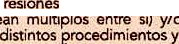 resiones
ean múltiplos entre sí) y/o
distintos procedimientos y